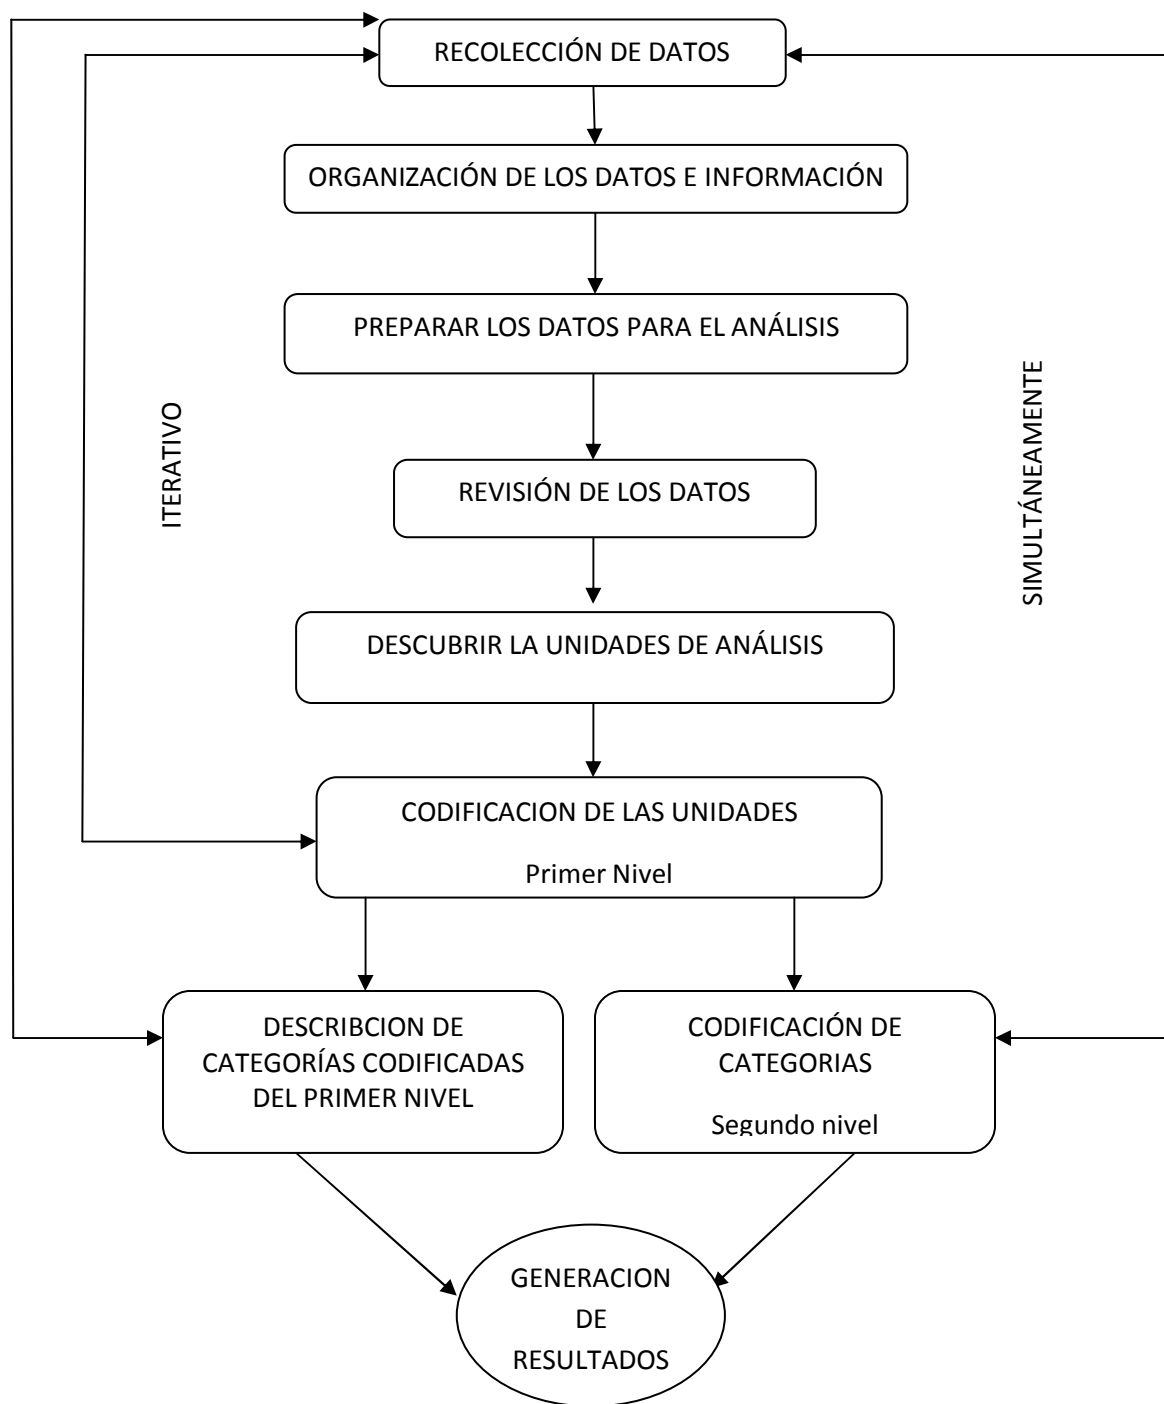 RECOLECCIÓN DE DATOS
ORGANIZACIÓN DE LOS DATOS E INFORMACIÓN
PREPARAR LOS DATOS PARA EL ANÁLISIS
ITERATIVO
SIMULTÁNEAMENTE
REVISIÓN DE LOS DATOS
DESCUBRIR LA UNIDADES DE ANÁLISIS
CODIFICACION DE LAS UNIDADES
Primer Nivel
DESCRIBCION DE
CATEGORÍAS CODIFICADAS
DEL PRIMER NIVEL
CODIFICACIÓN DE
CATEGORIAS
Segundo nivel
GENERACION
DE
RESULTADOS